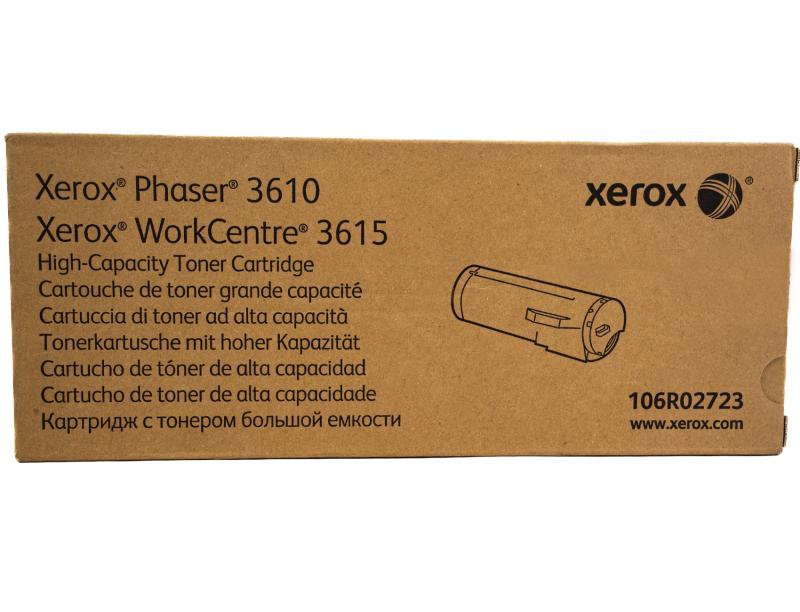 Xerox® Phaser® 3610
Xerox® WorkCentre® 3615
High-Capacity Toner Cartridge
Cartouche de toner grande capacité
Cartuccia di toner ad alta capacità
Tonerkartusche mit hoher Kapazität
Cartucho de tóner de alta capacidad
Cartucho de toner de alta capacidade
Картридж с тонером большой емкости
xerox®
106R02723
www.xerox.com